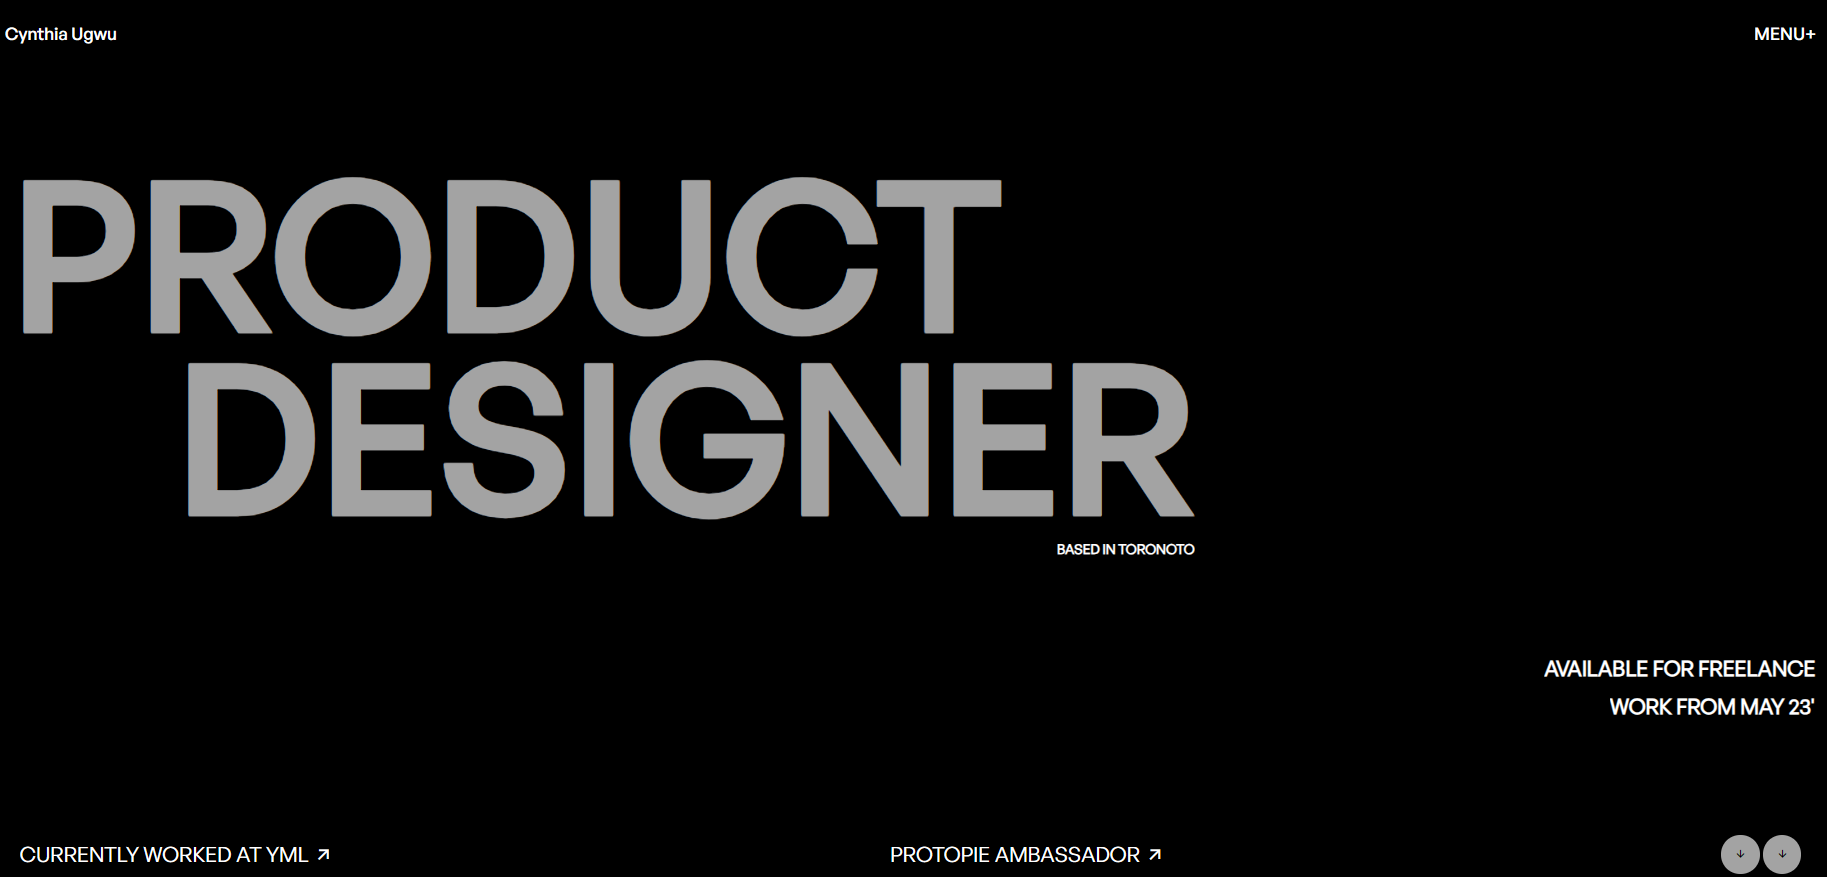 Cynthia Ugwu
MENU+
PRODUCT
DESIGNER
BASED IN TORONOTO
AVAILABLE FOR FREELANCE
WORK FROM MAY 23'
CURRENTLY WORKED AT YML ↗
PROTOPIE AMBASSADOR ↗